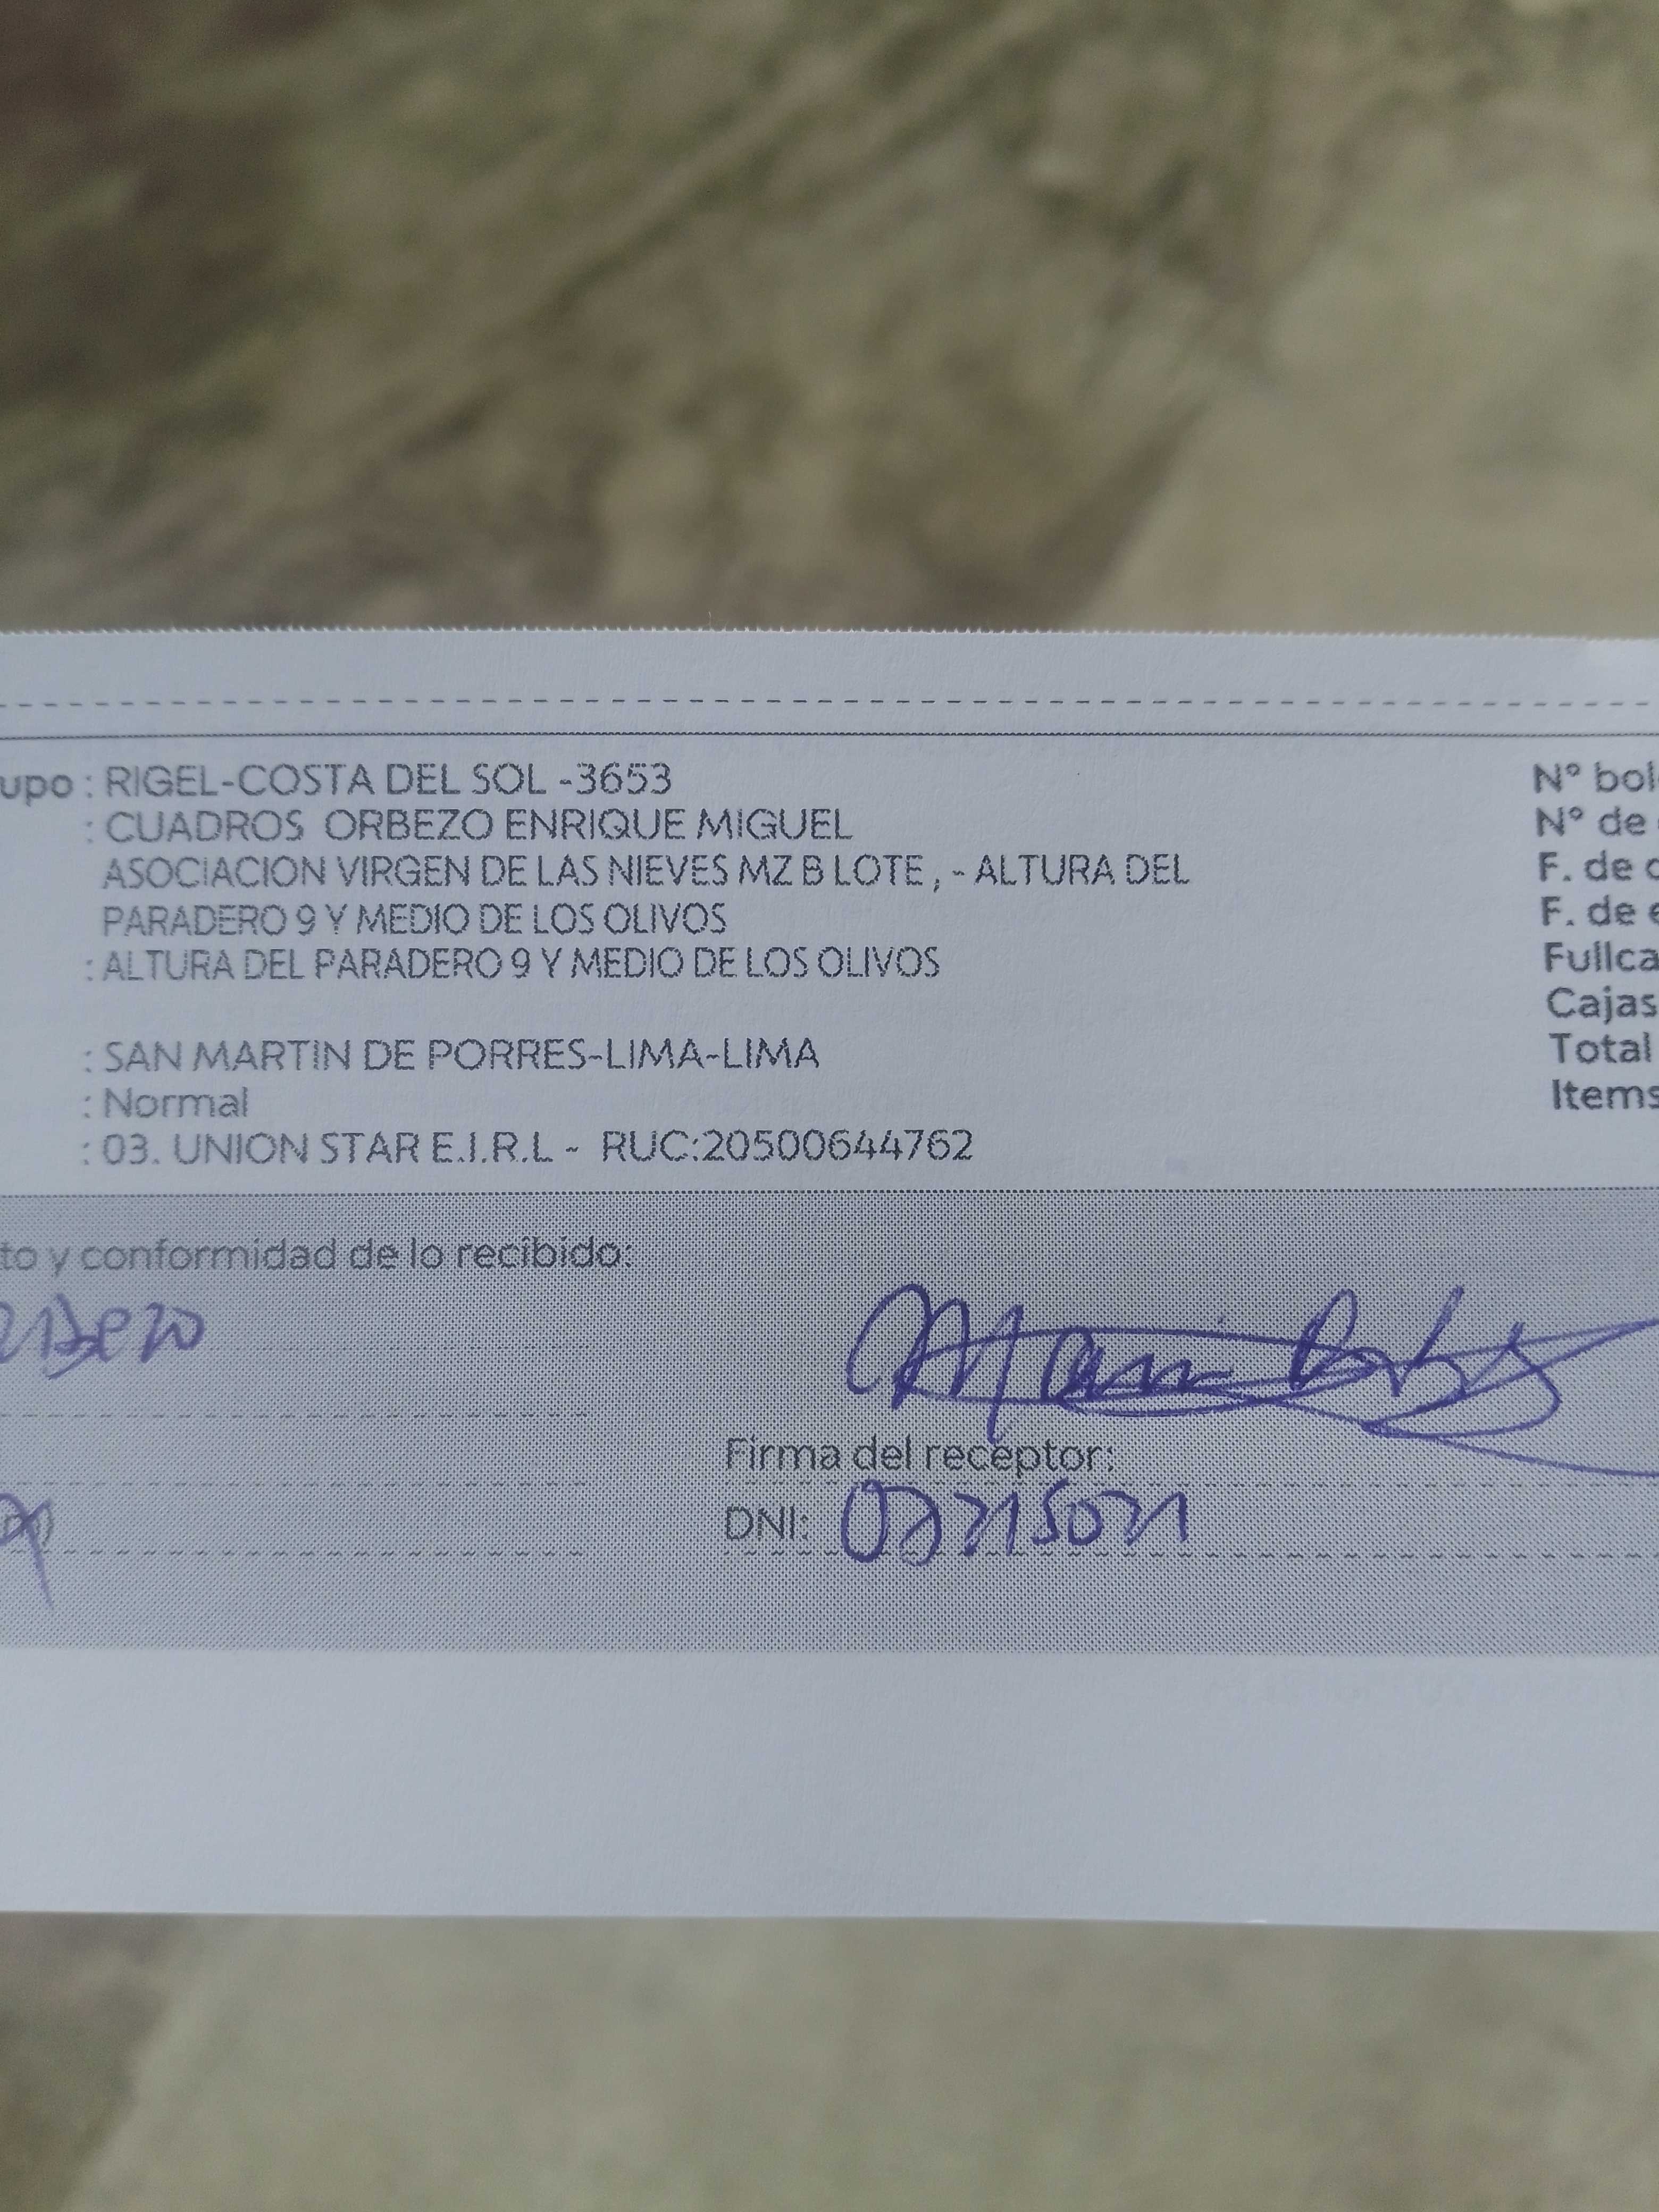 upo : RIGEL-COSTA DEL SOL -3653
: CUADROS ORBEZO ENRIQUE MIGUEL
ASOCIACION VIRGEN DE LAS NIEVES MZ B LOTE , - ALTURA DEL
PARADERO 9 Y MEDIO DE LOS OLIVOS
: ALTURA DEL PARADERO 9 Y MEDIO DE LOS OLIVOS
: SAN MARTIN DE PORRES-LIMA-LIMA
: Normal
: 03. UNION STAR E.I.R.L - RUC:20500644762
N° bol
N° de
F. de
F. de e
Fullca
Cajas
Total
Items
to y conformidad de lo recibido:
Firma del receptor:
DNI: